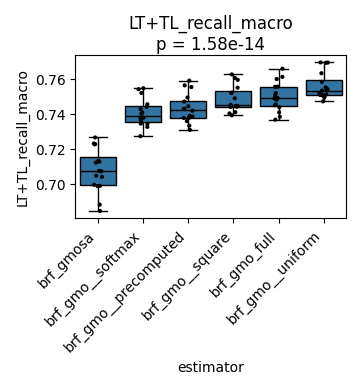 LT+TL_recall_macro
p = 1.58e-14
LT+TL_recall_macro
0.76
0.74
0.72
0.70
brf_gmosa
brf_gmo__softmax
brf_gmo__precomputed
brf_gmo__square
brf_gmo_full
brf_gmo__uniform
estimator